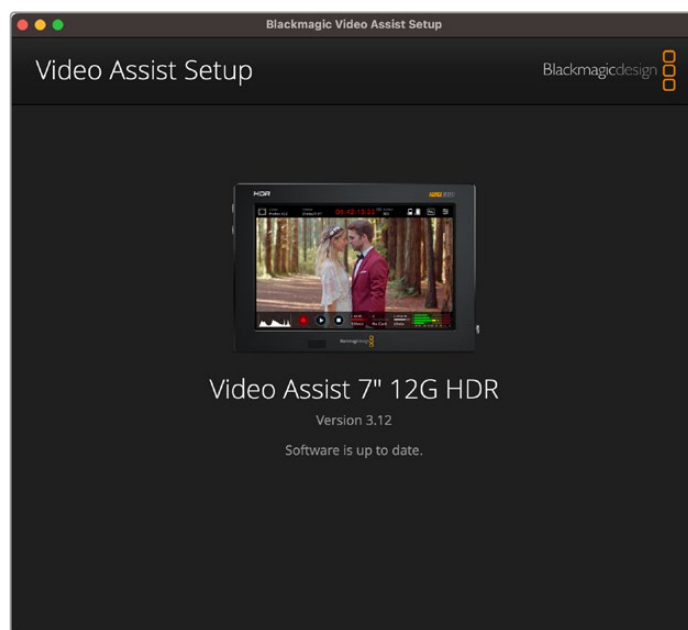 Blackmagic Video Assist Setup
Video Assist Setup
Blackmagicdesign
HDR
Blackmagicdesign
Video Assist 7" 12G HDR
Version 3.12
Software is up to date.